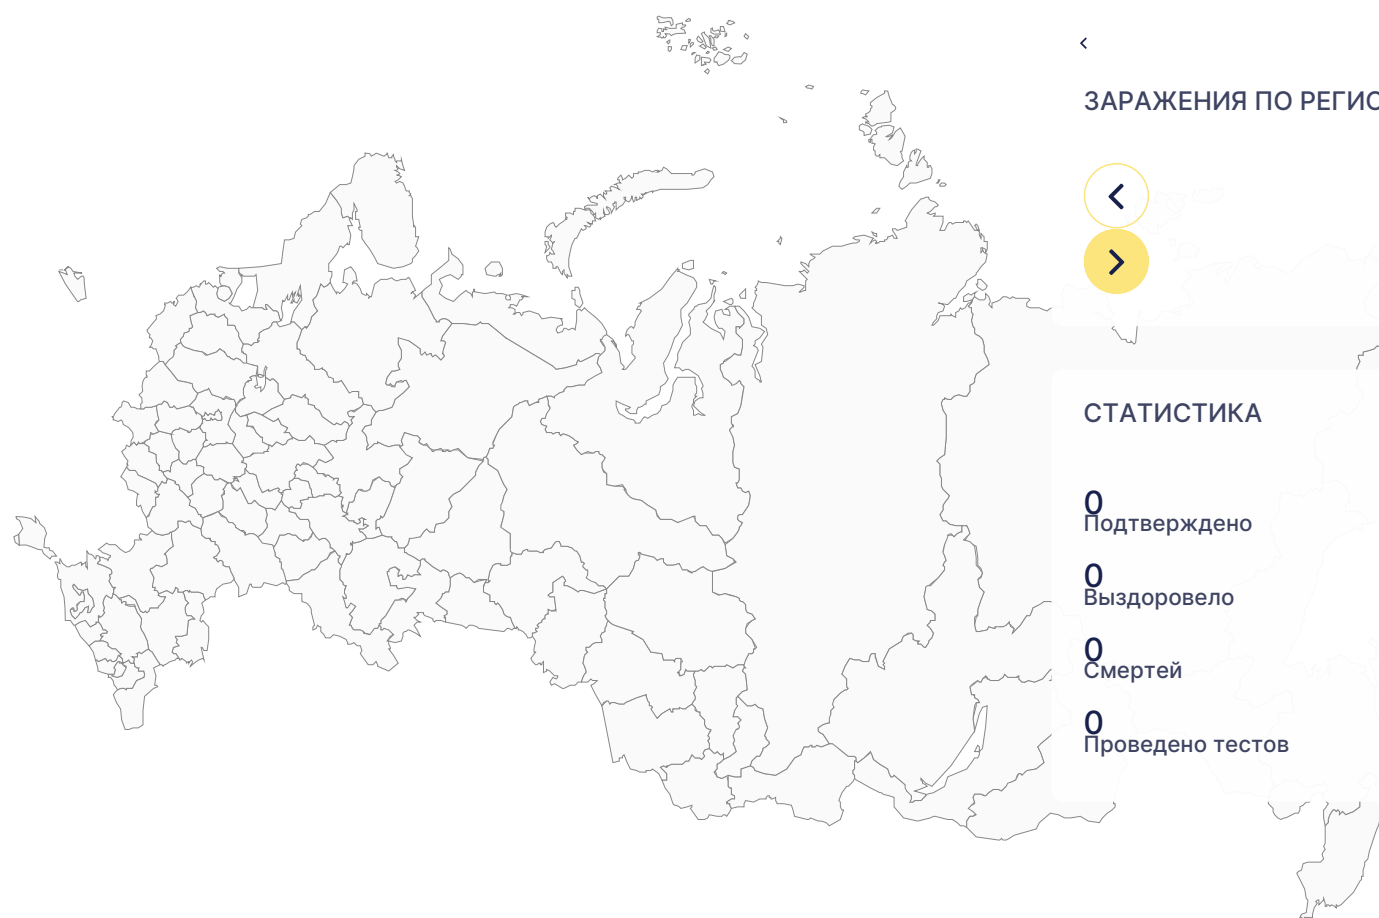 ЗАРАЖЕНИЯ ПО РЕГИО
СТАТИСТИКА
0
Подтверждено
0
Выздоровело
0
Смертей
0
Проведено тестов